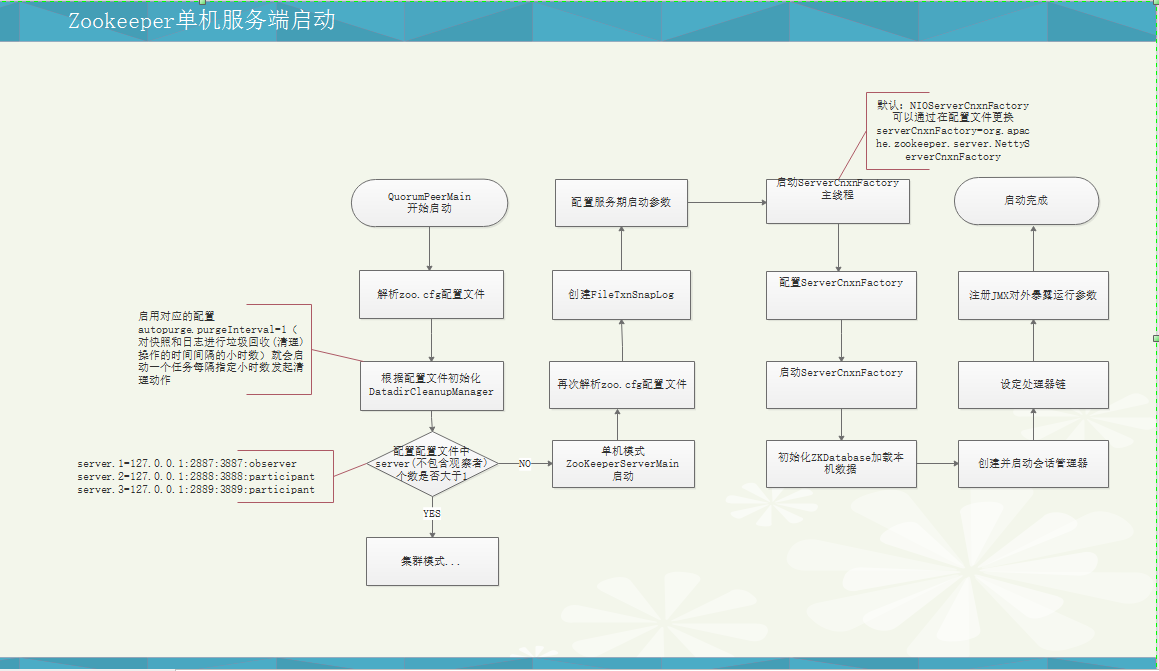 Zookeeper单机服务端启动
QuorumPeerMain
开始启动
解析zoo.cfg配置文件
启用对应的配置
autopurge.purgeInterval=1（
对快照和日志进行垃圾回收(清理)
操作的时间间隔的小时数）就会启
动一个任务每隔指定小时数发起清
理动作
根据配置文件初始化
DatadirCleanupManager
配置配置文件中
server(不包含观察者)
个数是否大于1
server.1=127.0.0.1:2887:3887:observer
server.2=127.0.0.1:2888:3888:participant
server.3=127.0.0.1:2889:3889:participant
YES
集群模式...
NO
单机模式
ZooKeeperServerMain
启动
再次解析zoo.cfg配置文件
创建FileTxnSnapLog
配置服务期启动参数
启动ServerCnxnFactory
主线程
默认: NIOServerCnxnFactory
可以通过在配置文件更换
serverCnxnFactory=org.apac
he.zookeeper.server.NettyS
erverCnxnFactory
配置ServerCnxnFactory
启动ServerCnxnFactory
初始化ZKDatabase加载本
机数据
创建并启动会话管理器
设定处理器链
注册JMX对外暴露运行参数
启动完成